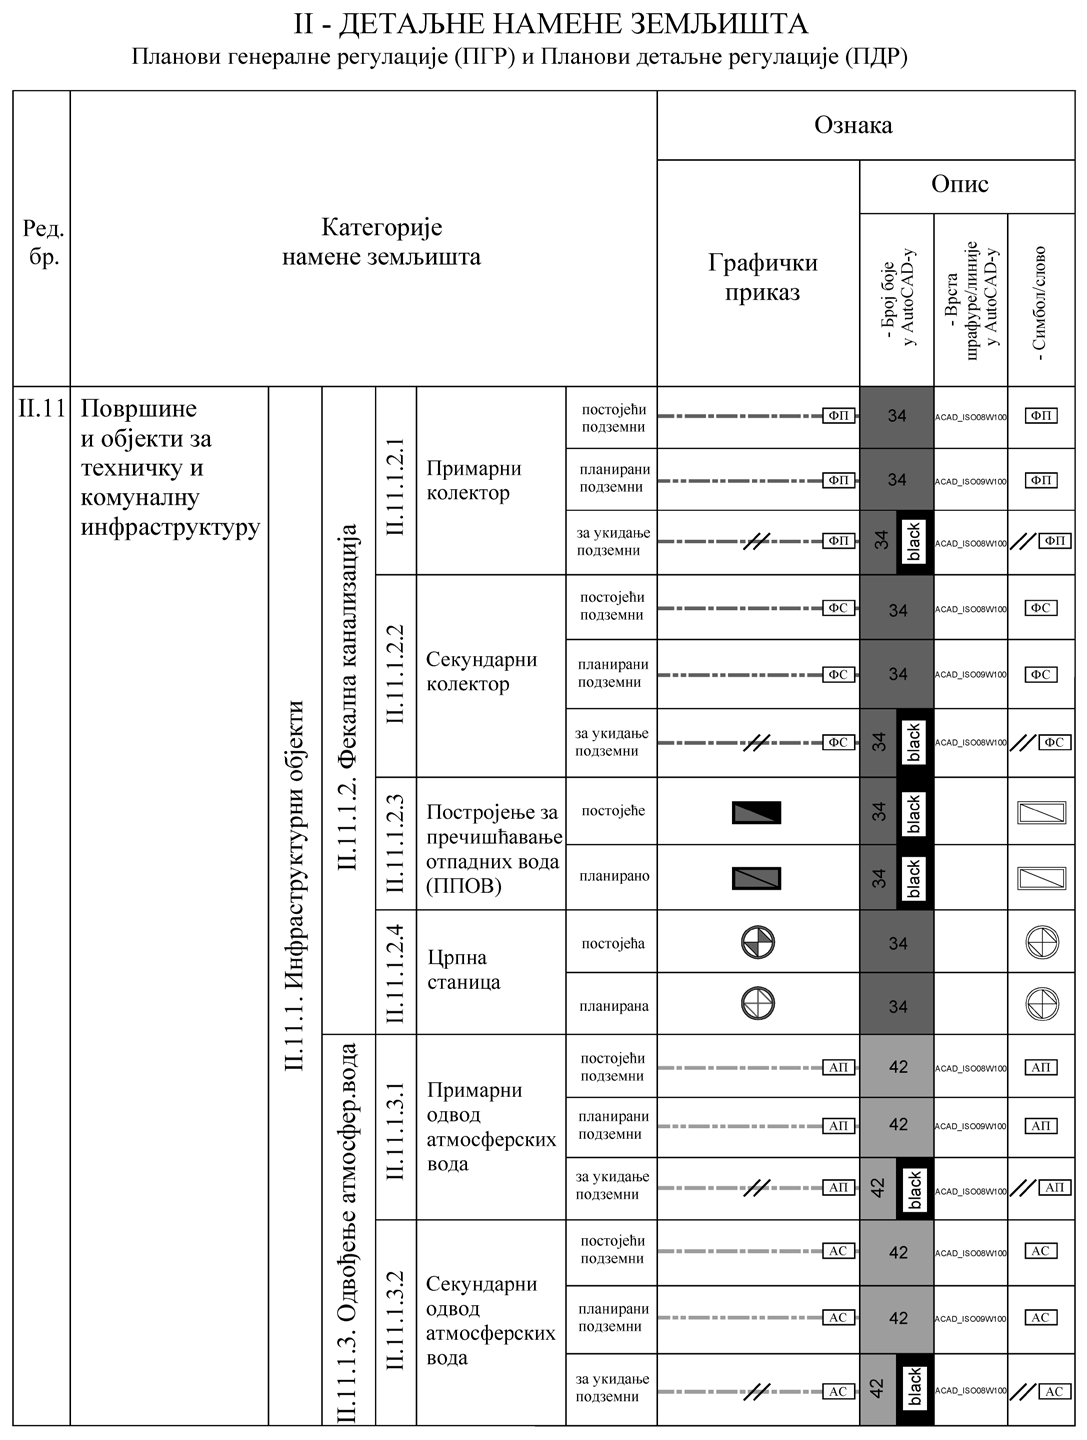 II - ДЕТАЉНЕ НАМЕНЕ ЗЕМЉИШТА
Планови генералне регулације (ПГР) и Планови детаљне регулације (ПДР)
Ред.
бр.
Категорије
намене земљишта
Ознака
Графички
приказ
Опис
- Број боје
у AutoCAD-у
- Врста
шрафуре/линије
у AutoCAD-у
- Симбол/слово
II.11
Површине
и објекти за
техничку и
комуналну
инфраструктуру
II.11.1. Инфраструктурни објекти
II.11.1.2. Фекална канализација
II.11.1.2.1
Примарни
колектор
постојећи
подземни
ФП
34
ACAD_ISO08W100
ФП
планирани
подземни
ФП
34
ACAD_ISO09W100
ФП
за укидање
подземни
ФП
34
black
ACAD_ISO08W100
ФП
II.11.1.2.2
Секундарни
колектор
постојећи
подземни
ФС
34
ACAD_ISO08W100
ФС
планирани
подземни
ФС
34
ACAD_ISO09W100
ФС
за укидање
подземни
ФС
34
black
ACAD_ISO08W100
ФС
II.11.1.2.3
Постројење за
пречишћавање
отпадних вода
(ППОВ)
постојеће
34
black
планирано
34
black
II.11.1.2.4
Црпна
станица
постојећа
34
планирана
34
II.11.1.3. Одвођење атмосфер.вода
II.11.1.3.1
Примарни
одвод
атмосферских
вода
постојећи
подземни
АП
42
ACAD_ISO08W100
АП
планирани
подземни
АП
42
ACAD_ISO09W100
АП
за укидање
подземни
АП
42
black
ACAD_ISO08W100
АП
II.11.1.3.2
Секундарни
одвод
атмосферских
вода
постојећи
подземни
АС
42
ACAD_ISO08W100
АС
планирани
подземни
АС
42
ACAD_ISO09W100
АС
за укидање
подземни
АС
42
black
ACAD_ISO08W100
АС